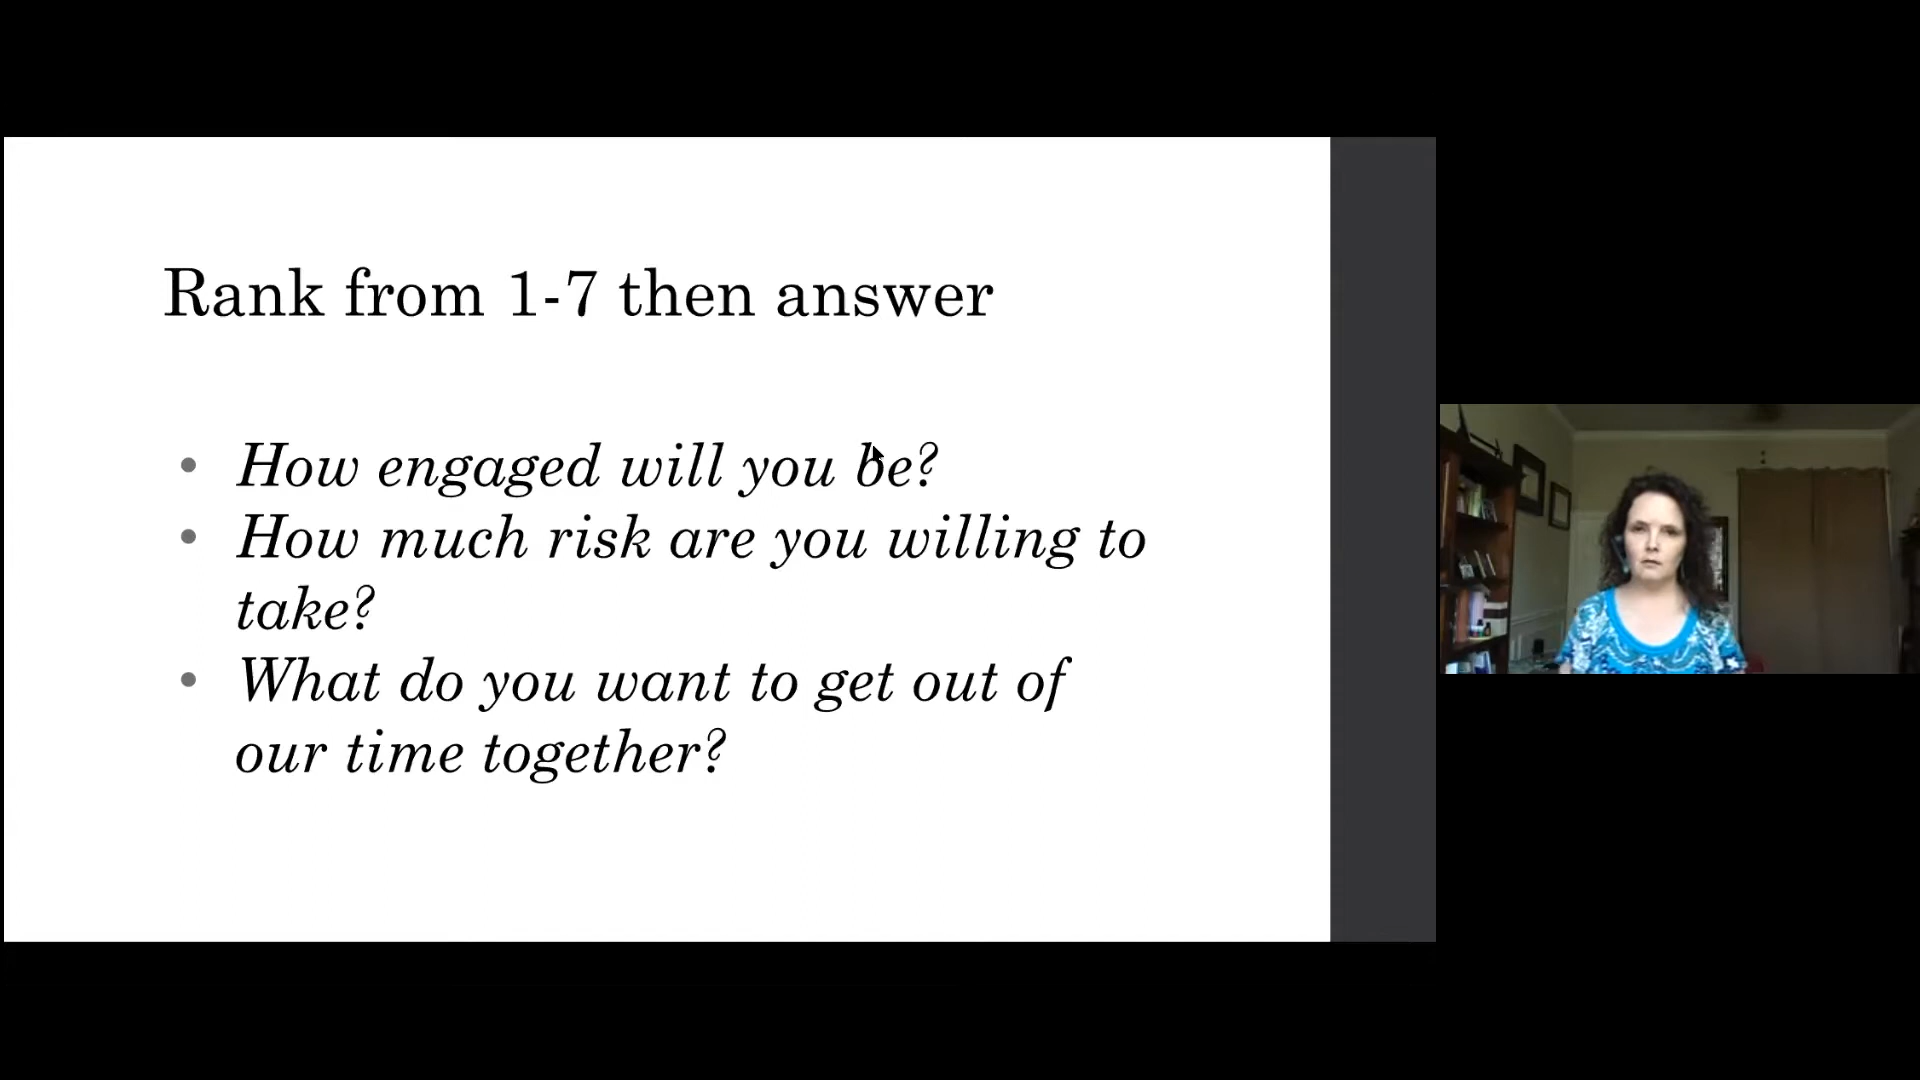 Rank from 1-7 then answer
• How engaged will you be?
• How much risk are you willing to
take?
• What do you want to get out of
our time together?